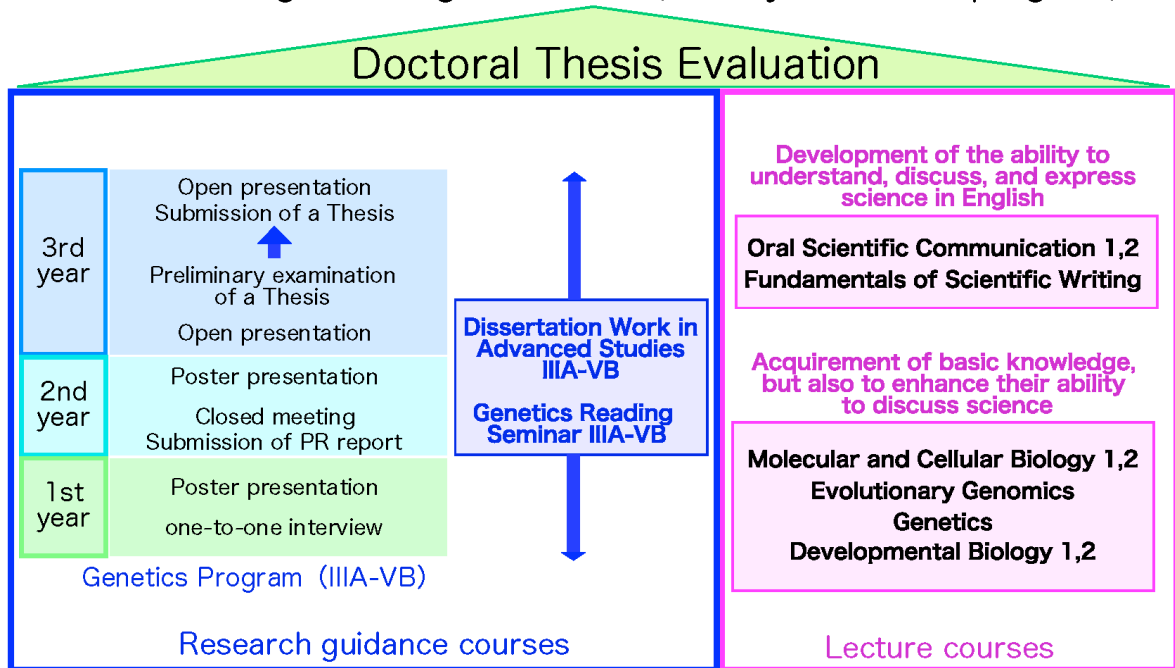 Doctoral Thesis Evaluation
3rd
year
Open presentation
Submission of a Thesis
Preliminary examination
of a Thesis
Open presentation
2nd
year
Poster presentation
Closed meeting
Submission of PR report
1st
year
Poster presentation
one-to-one interview
Genetics Program (IIIA-VB)
Dissertation Work in
Advanced Studies
IIIA-VB
Genetics Reading
Seminar IIIA-VB
Research guidance courses
Development of the ability to
understand, discuss, and express
science in English
Oral Scientific Communication 1,2
Fundamentals of Scientific Writing
Acquirement of basic knowledge,
but also to enhance their ability
to discuss science
Molecular and Cellular Biology 1,2
Evolutionary Genomics
Genetics
Developmental Biology 1,2
Lecture courses